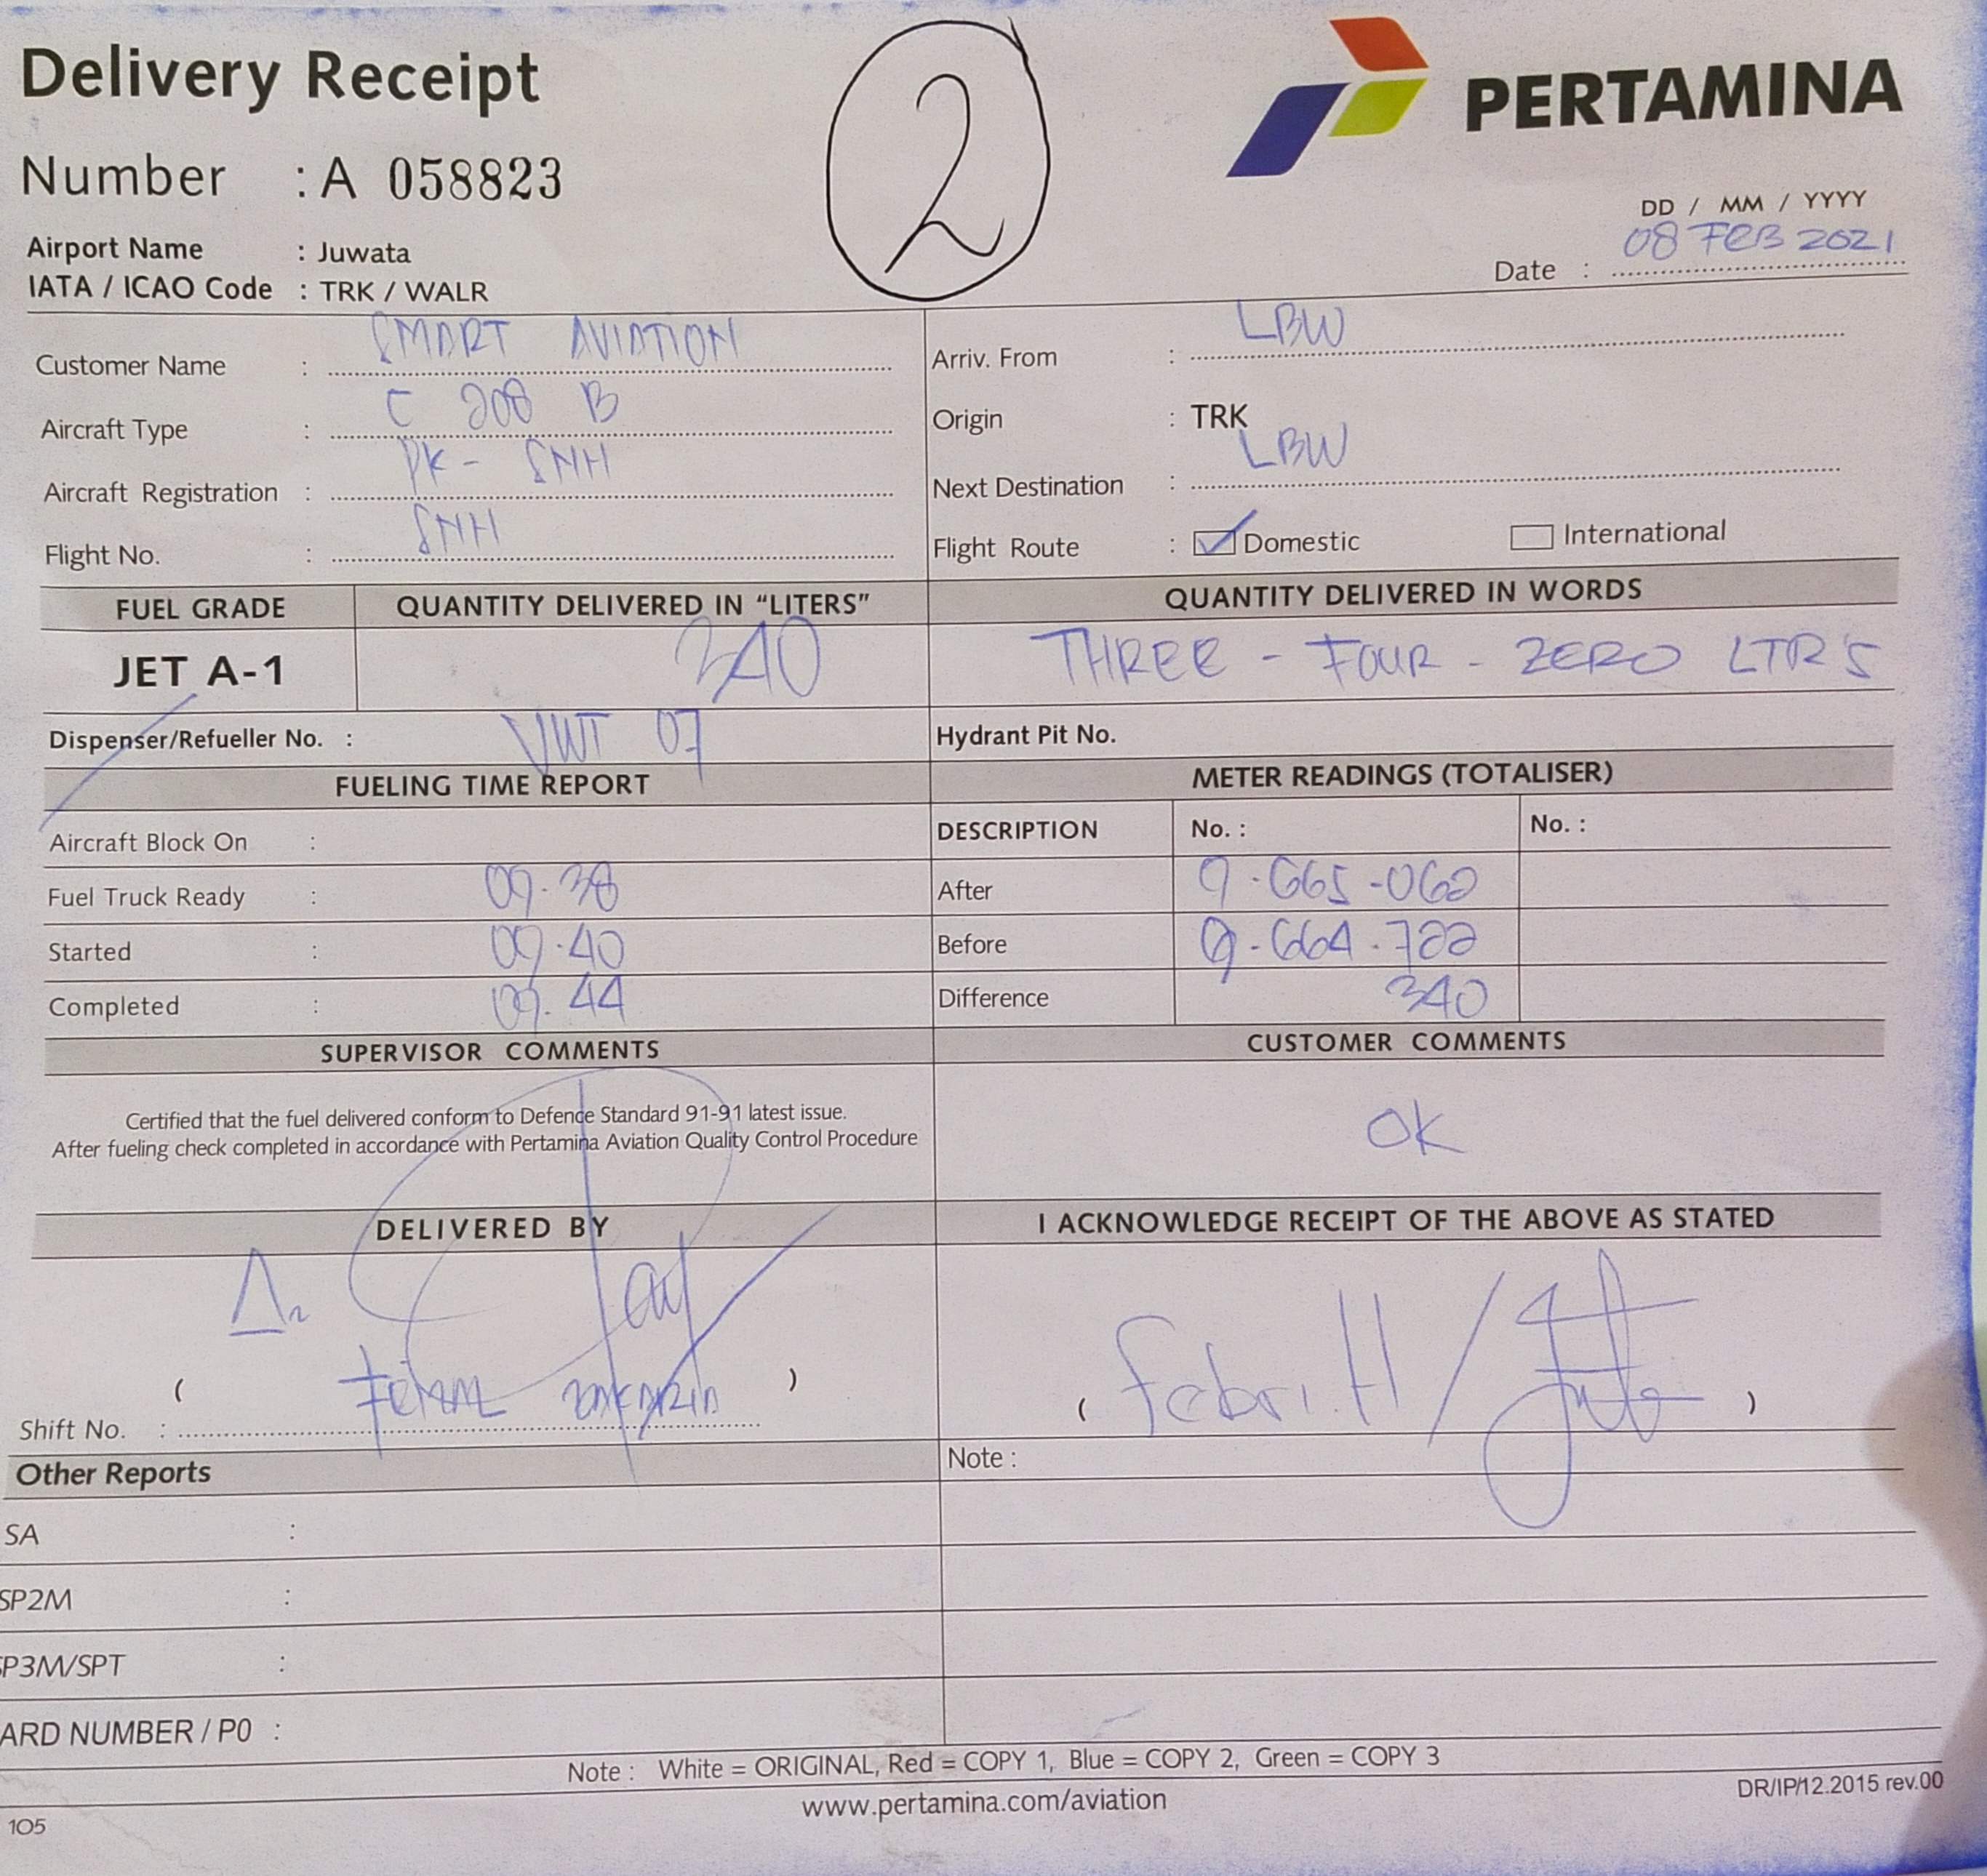 Delivery Receipt
2
PERTAMINA
Number : A 058823
DD / MM / YYYY
Date : 08 FEB 2021
Airport Name : Juwata
IATA / ICAO Code : TRK / WALR
Customer Name : SMART AVIATION
Aircraft Type : C 208 B
Aircraft Registration : PK - SNH
Flight No. : SNH
Arriv. From : LBW
Origin : TRK
Next Destination : LBW
Flight Route : Domestic International
FUEL GRADE QUANTITY DELIVERED IN “LITERS” QUANTITY DELIVERED IN WORDS
JET A-1 340 THREE - FOUR - ZERO LTR'S
Dispenser/Refueller No. : VWT 07 Hydrant Pit No.
FUELING TIME REPORT
Aircraft Block On :
Fuel Truck Ready : 09.38
Started : 09.40
Completed : 09.44
METER READINGS (TOTALISER)
DESCRIPTION No. : No. :
After 9.665.062
Before 9.664.722
Difference 340
SUPERVISOR COMMENTS
Certified that the fuel delivered conform to Defence Standard 91-91 latest issue.
After fueling check completed in accordance with Pertamina Aviation Quality Control Procedure
CUSTOMER COMMENTS
OK
DELIVERED BY
( )
Shift No. :
I ACKNOWLEDGE RECEIPT OF THE ABOVE AS STATED
( Febri.H / )
Other Reports
Note :
SA :
SP2M :
SP3M/SPT :
ARD NUMBER / P0 :
Note : White = ORIGINAL, Red = COPY 1, Blue = COPY 2, Green = COPY 3
www.pertamina.com/aviation
DR/IP/12.2015 rev.00
105